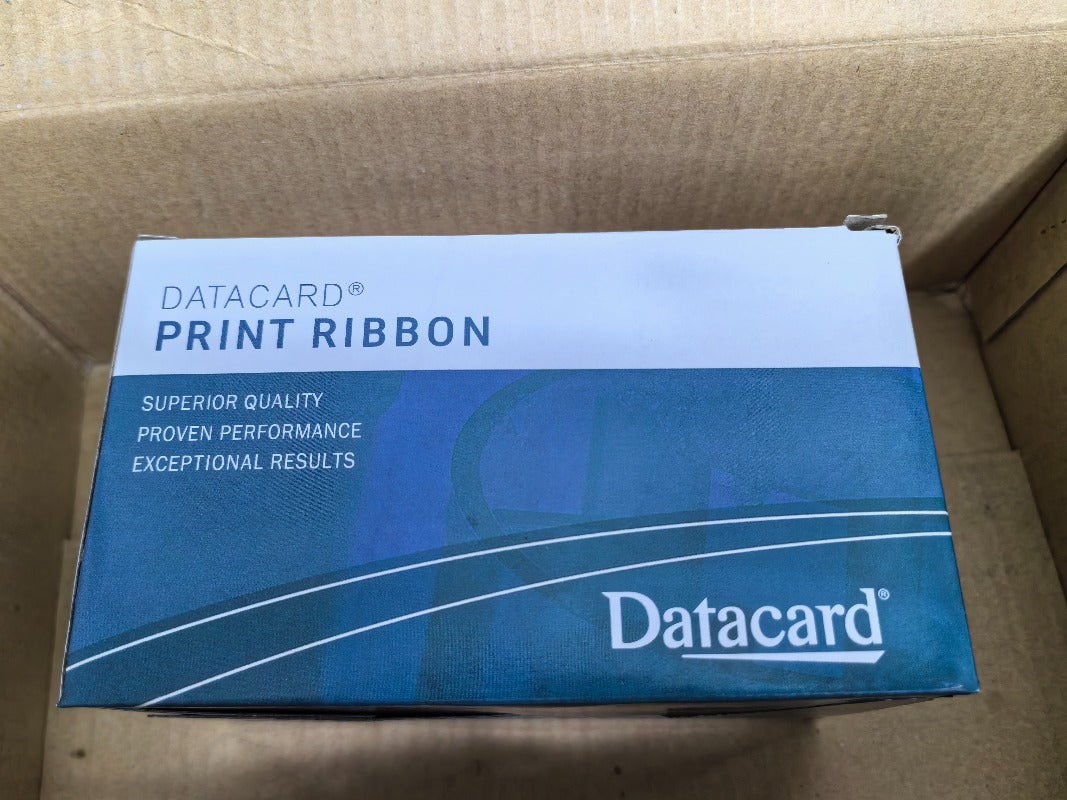 DATACARD®
PRINT RIBBON
SUPERIOR QUALITY
PROVEN PERFORMANCE
EXCEPTIONAL RESULTS
Datacard®